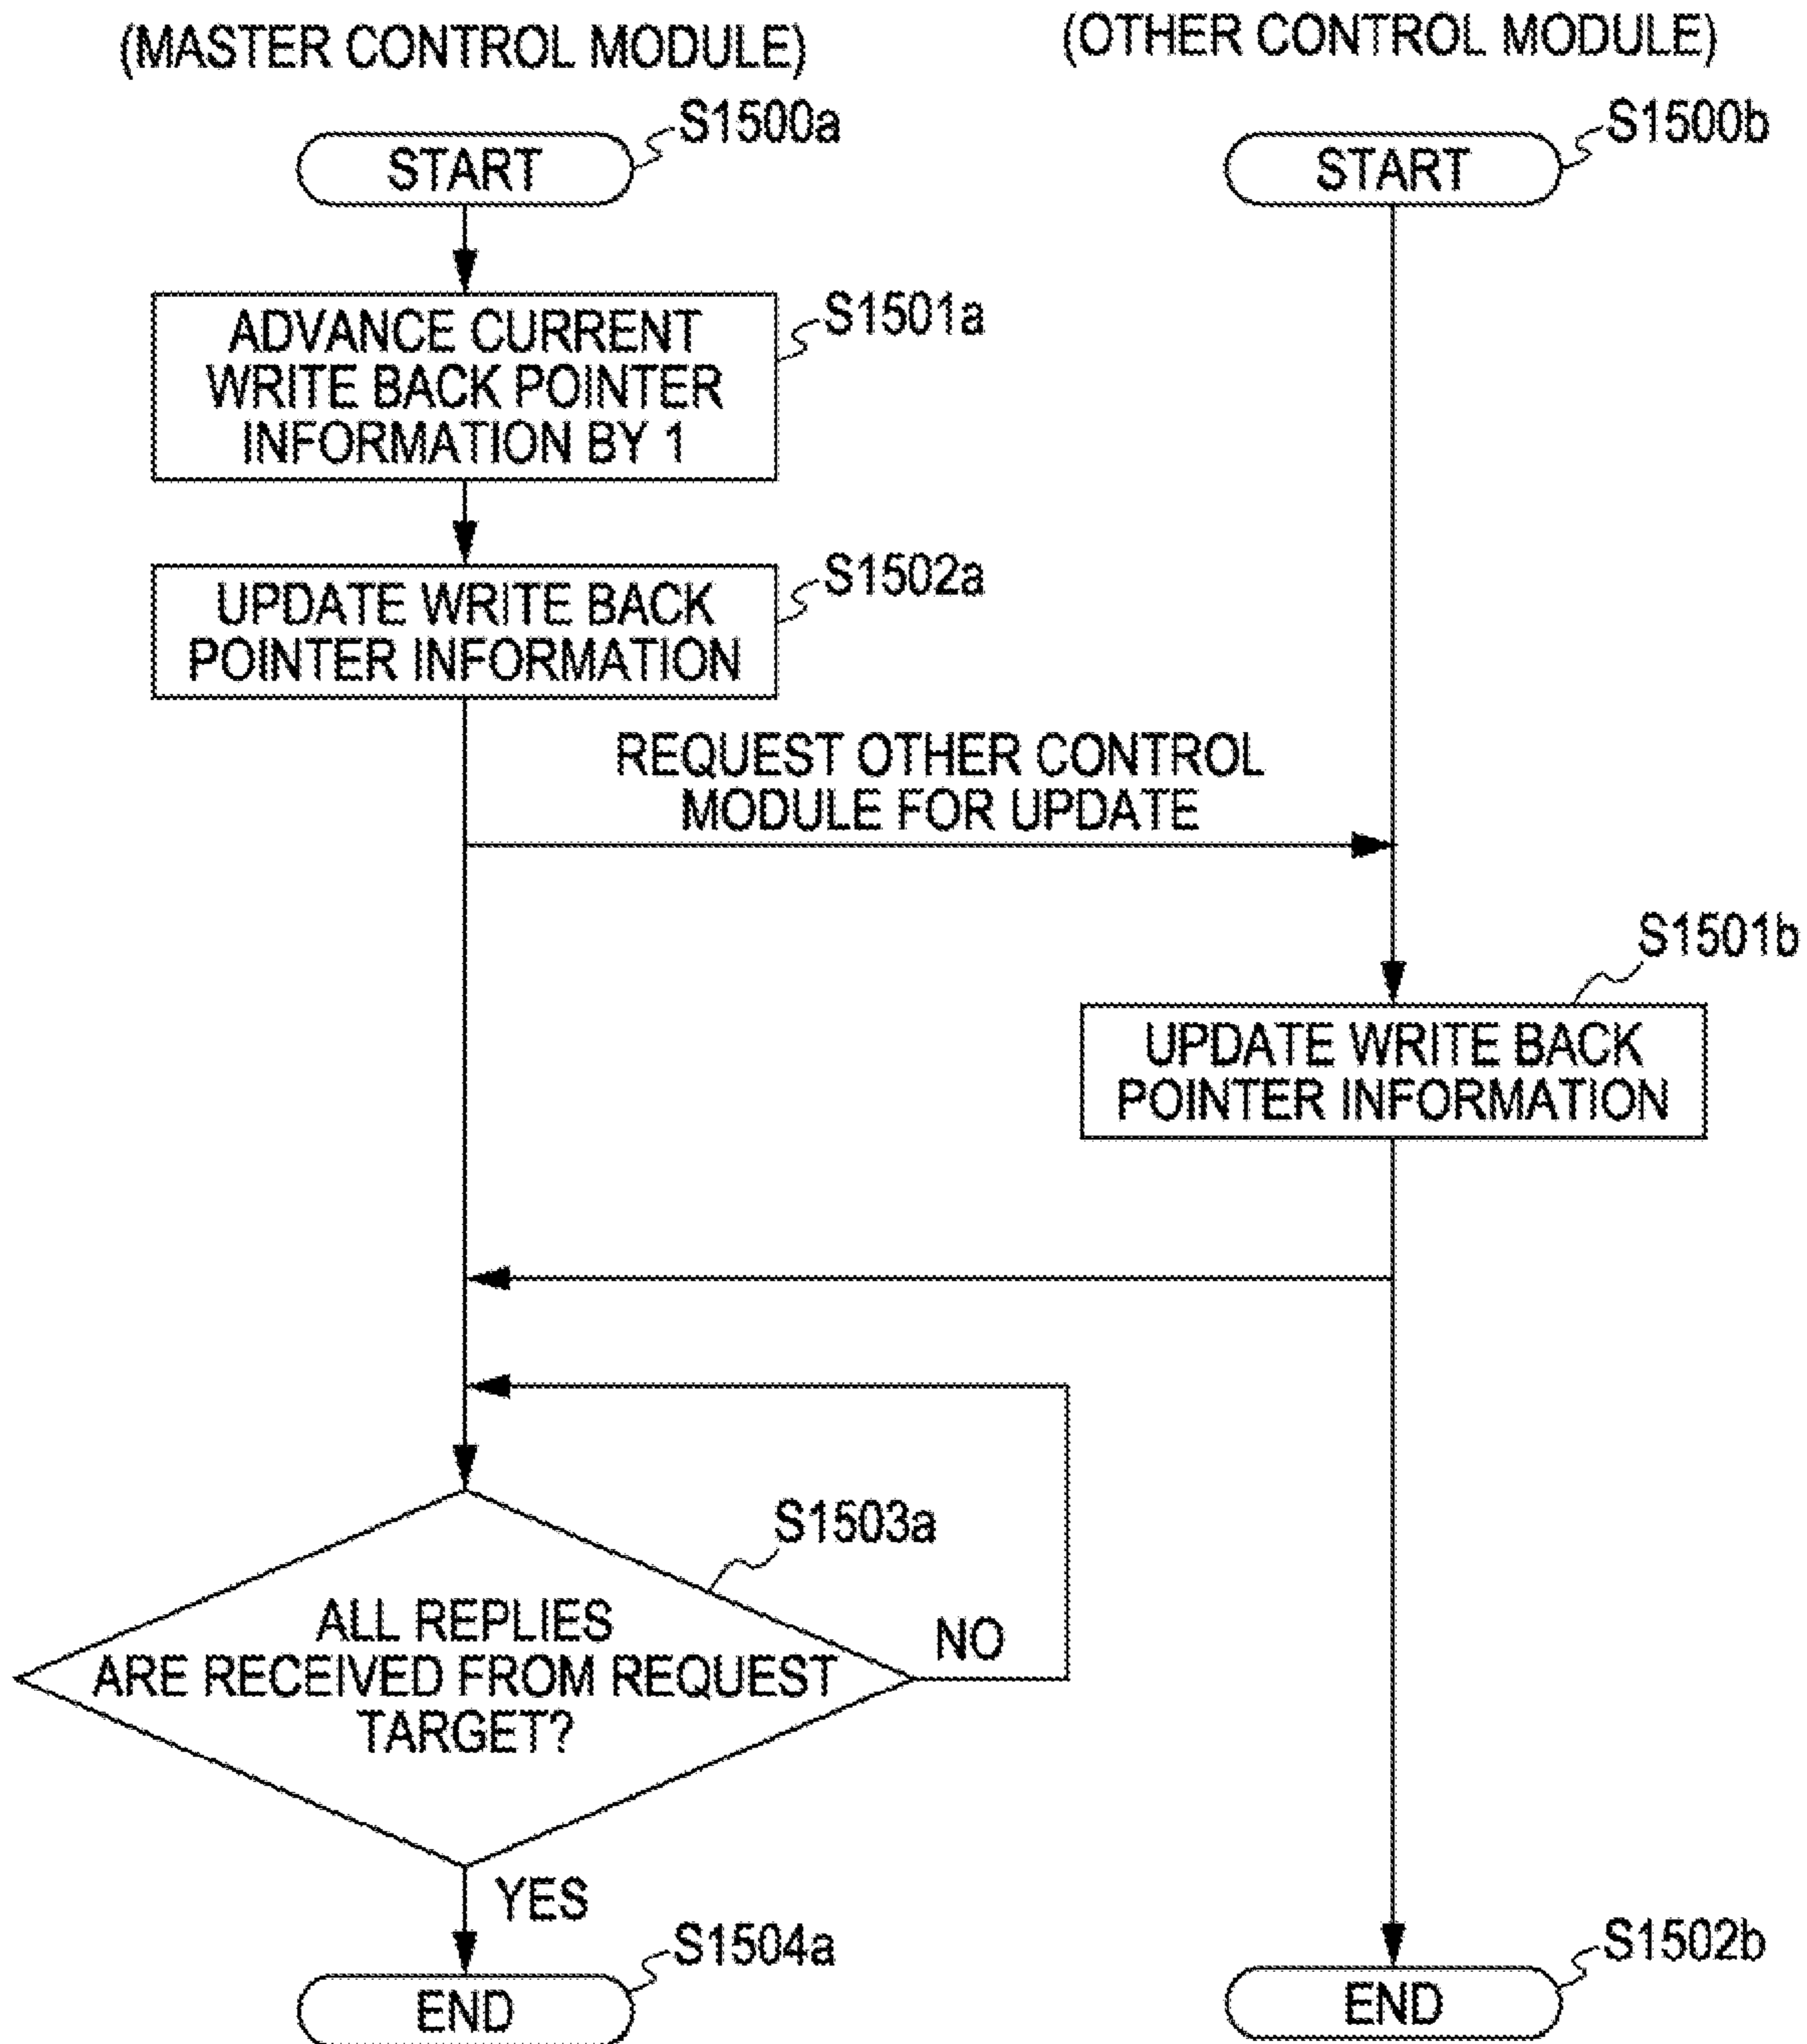 (MASTER CONTROL MODULE)
(OTHER CONTROL MODULE)
S1500a
START
S1500b
START
S1501a
ADVANCE CURRENT
WRITE BACK POINTER
INFORMATION BY 1
S1502a
UPDATE WRITE BACK
POINTER INFORMATION
REQUEST OTHER CONTROL
MODULE FOR UPDATE
S1501b
UPDATE WRITE BACK
POINTER INFORMATION
S1503a
ALL REPLIES
ARE RECEIVED FROM REQUEST
TARGET?
NO
YES
S1504a
END
S1502b
END